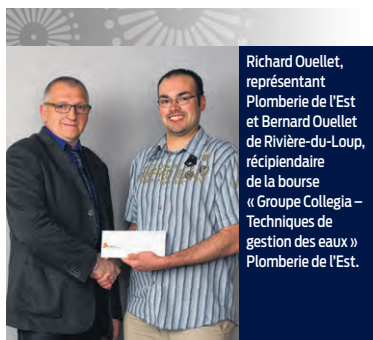 Richard Ouellet,
représentant
Plomberie de l'Est
et Bernard Ouellet
de Rivière-du-Loup,
récipiendaire
de la bourse
« Groupe Collegia –
Techniques de
gestion des eaux »
Plomberie de l'Est.